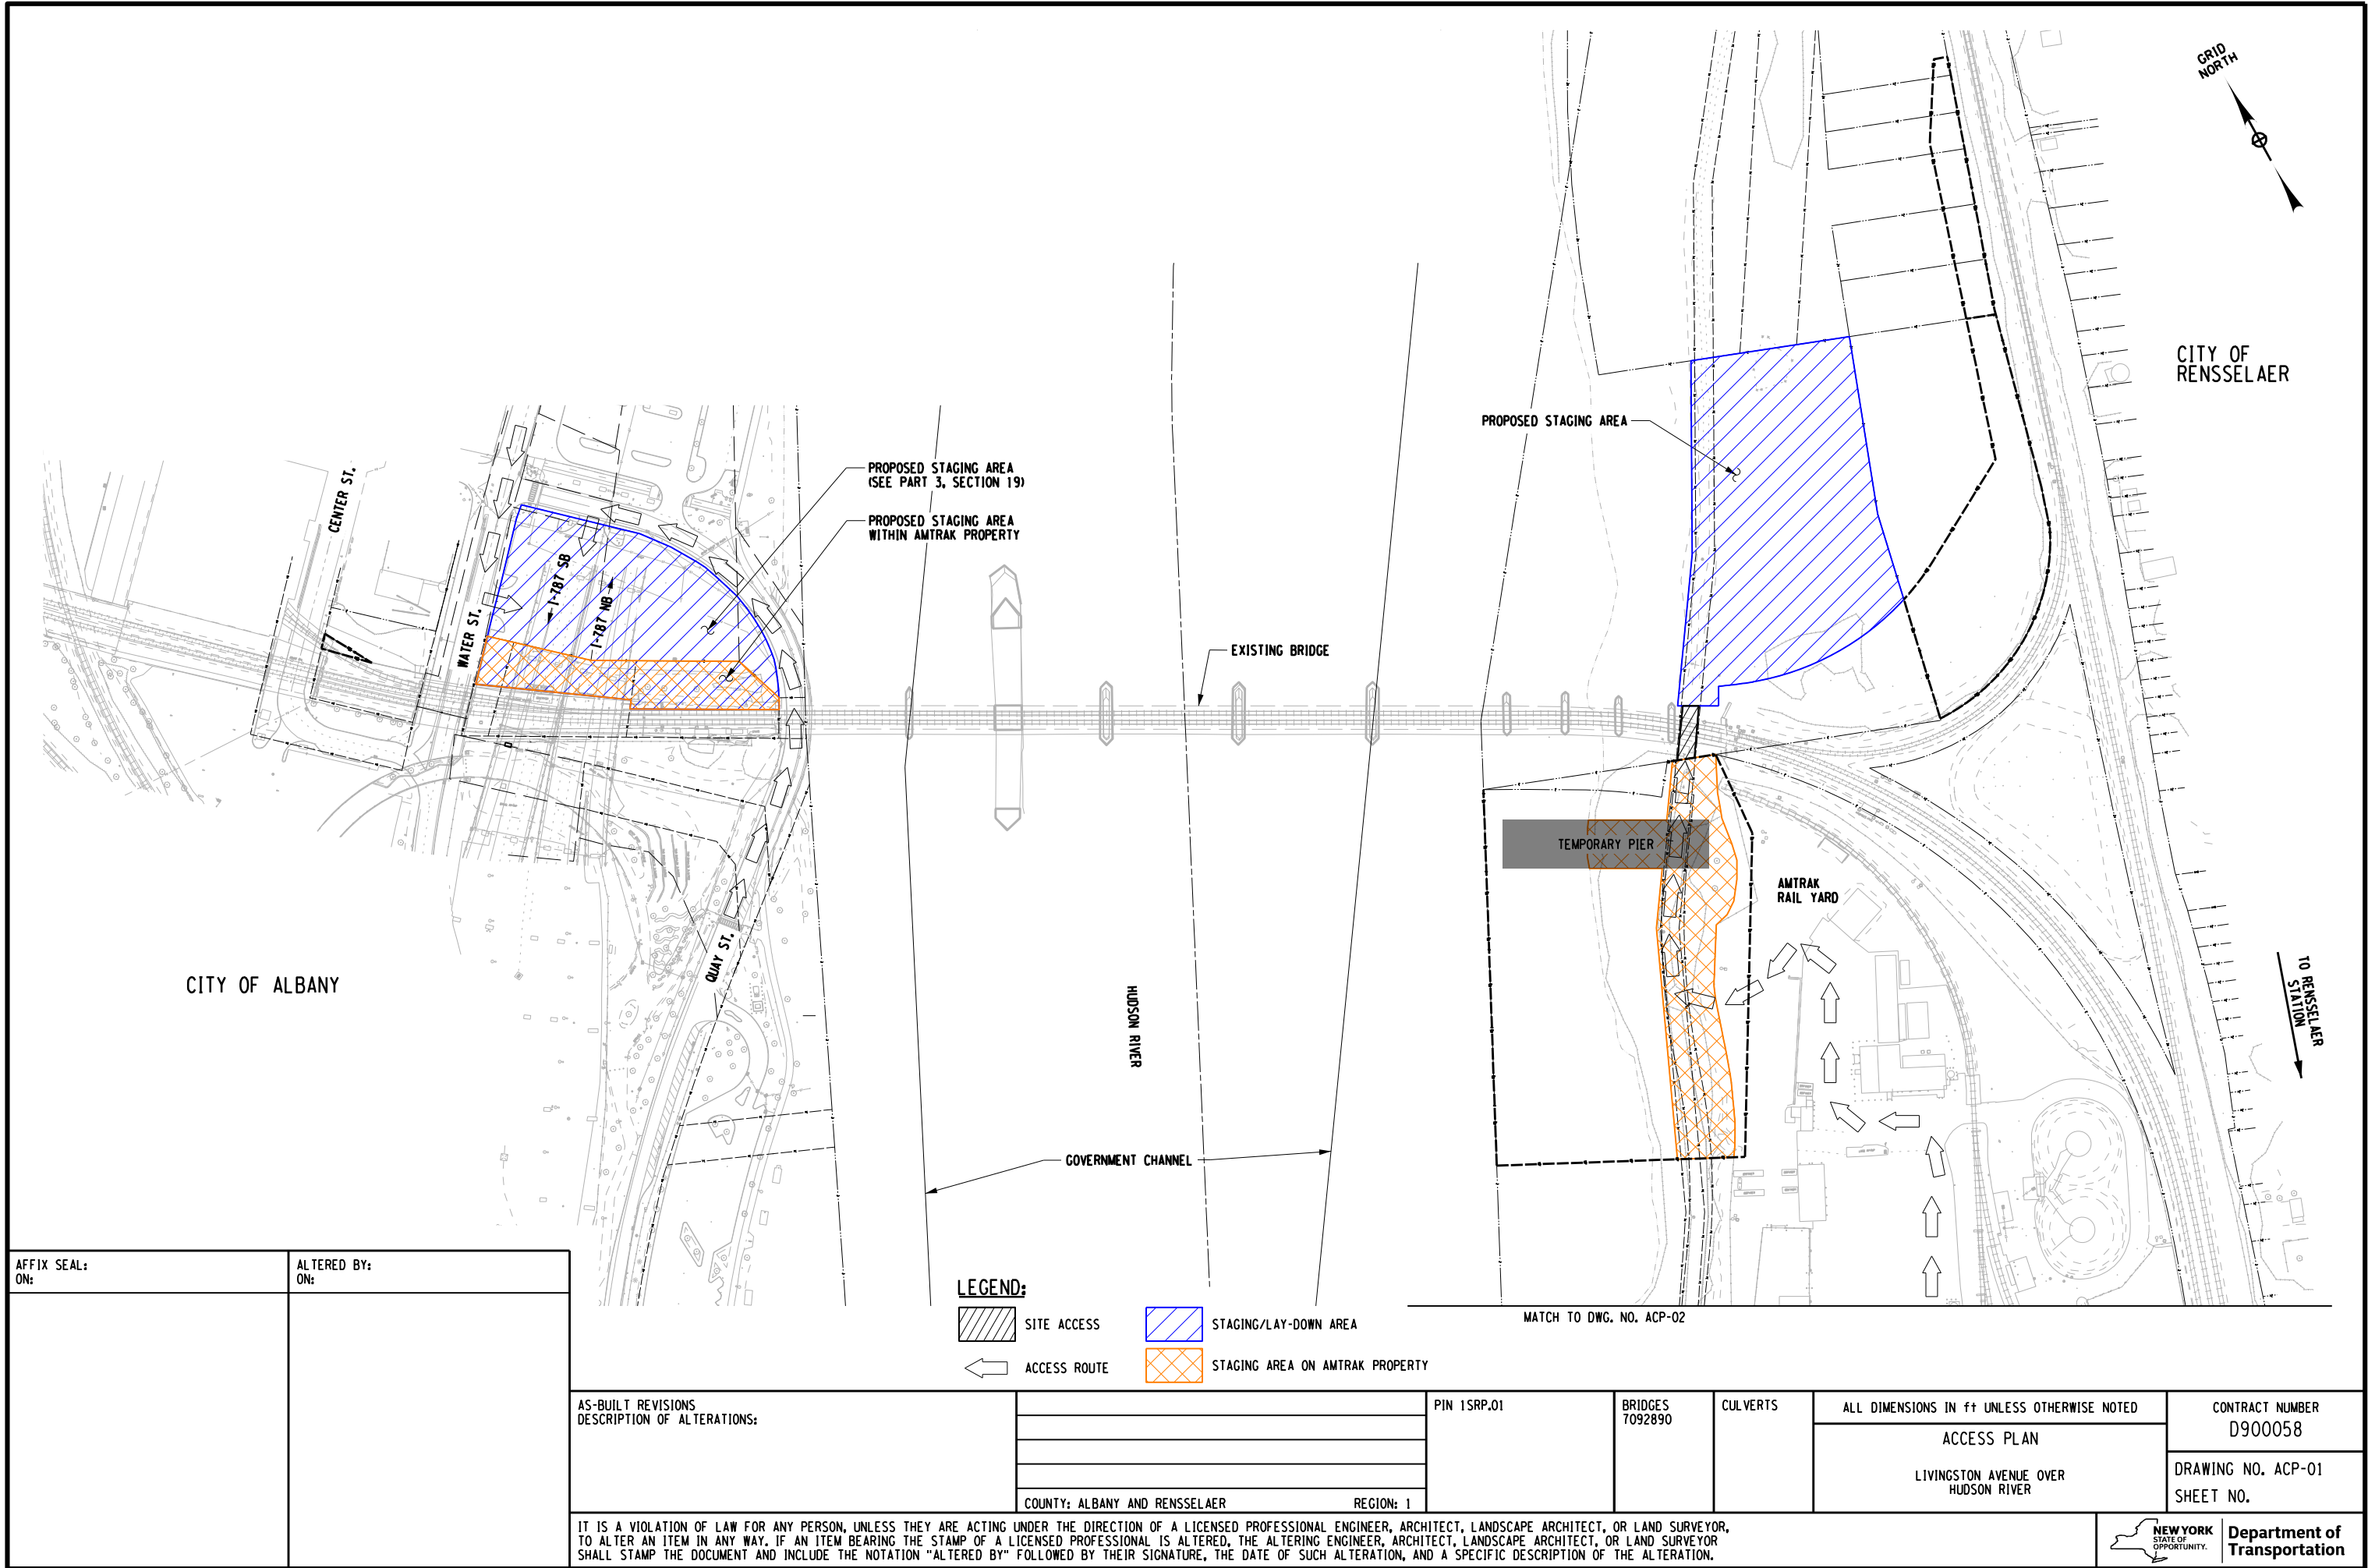 GRID
NORTH
CITY OF
RENSSELAER
PROPOSED STAGING AREA
PROPOSED STAGING AREA
(SEE PART 3, SECTION 19)
PROPOSED STAGING AREA
WITHIN AMTRAK PROPERTY
CENTER ST.
WATER ST.
I-787 SB
I-787 NB
EXISTING BRIDGE
TEMPORARY PIER
AMTRAK
RAIL YARD
QUAY ST.
CITY OF ALBANY
HUDSON RIVER
TO RENSSELAER
STATION
GOVERNMENT CHANNEL
MATCH TO DWG. NO. ACP-02
LEGEND:
SITE ACCESS
STAGING/LAY-DOWN AREA
ACCESS ROUTE
STAGING AREA ON AMTRAK PROPERTY
AFFIX SEAL:
ON:
ALTERED BY:
ON:
AS-BUILT REVISIONS
DESCRIPTION OF ALTERATIONS:
COUNTY: ALBANY AND RENSSELAER REGION: 1
PIN 1SRP.01
BRIDGES
7092890
CULVERTS
ALL DIMENSIONS IN ft UNLESS OTHERWISE NOTED
ACCESS PLAN
LIVINGSTON AVENUE OVER
HUDSON RIVER
CONTRACT NUMBER
D900058
DRAWING NO. ACP-01
SHEET NO.
IT IS A VIOLATION OF LAW FOR ANY PERSON, UNLESS THEY ARE ACTING UNDER THE DIRECTION OF A LICENSED PROFESSIONAL ENGINEER, ARCHITECT, LANDSCAPE ARCHITECT, OR LAND SURVEYOR,
TO ALTER AN ITEM IN ANY WAY. IF AN ITEM BEARING THE STAMP OF A LICENSED PROFESSIONAL IS ALTERED, THE ALTERING ENGINEER, ARCHITECT, LANDSCAPE ARCHITECT, OR LAND SURVEYOR
SHALL STAMP THE DOCUMENT AND INCLUDE THE NOTATION "ALTERED BY" FOLLOWED BY THEIR SIGNATURE, THE DATE OF SUCH ALTERATION, AND A SPECIFIC DESCRIPTION OF THE ALTERATION.
NEW YORK
STATE OF
OPPORTUNITY.
Department of
Transportation